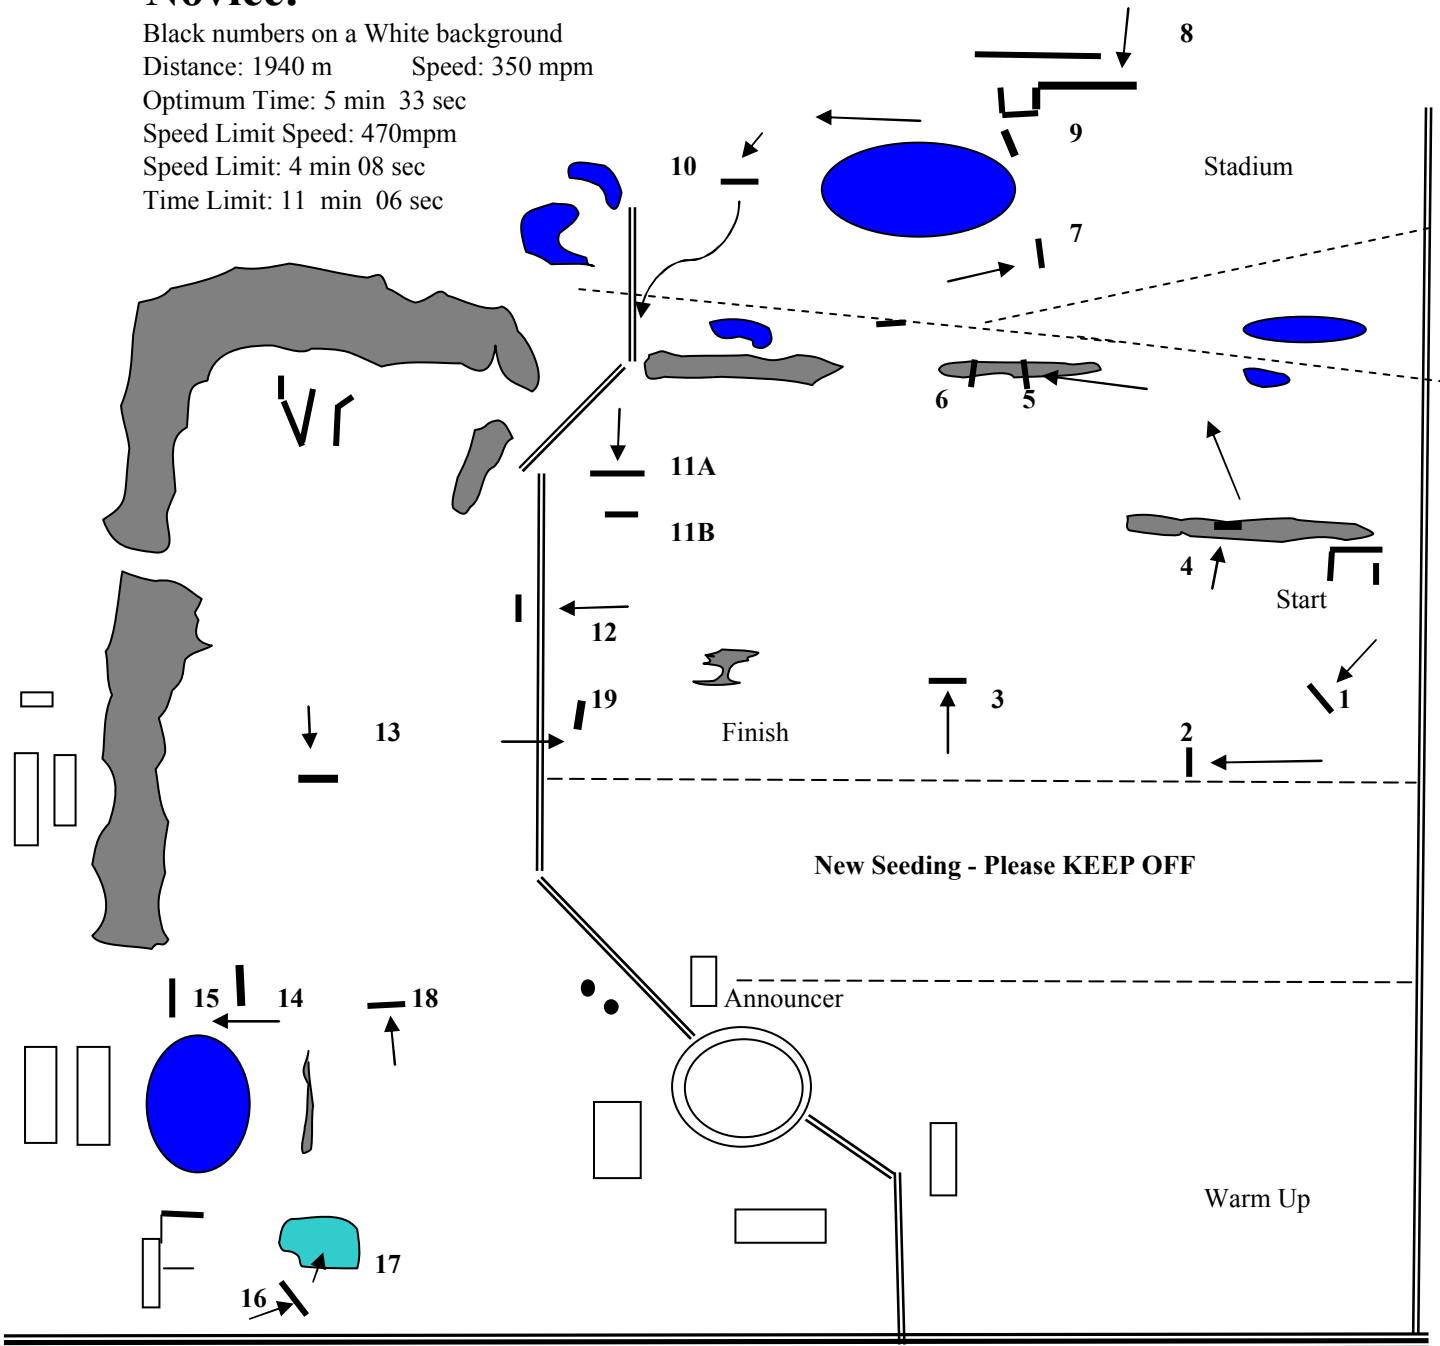 Novice:
Black numbers on a White background
Distance: 1940 m Speed: 350 mpm
Optimum Time: 5 min 33 sec
Speed Limit Speed: 470mpm
Speed Limit: 4 min 08 sec
Time Limit: 11 min 06 sec
8
9
10
Stadium
7
6
5
11A
11B
4
Start
12
19
3
1
13
Finish
2
New Seeding - Please KEEP OFF
15
14
18
Announcer
Warm Up
17
16